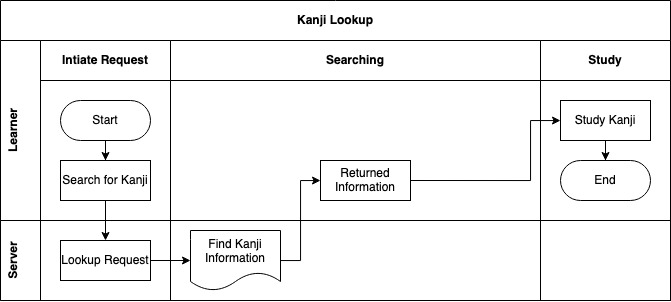 Kanji Lookup
Intiate Request
Searching
Study
Learner
Start
Study Kanji
Search for Kanji
Returned
Information
End
Server
Lookup Request
Find Kanji
Information